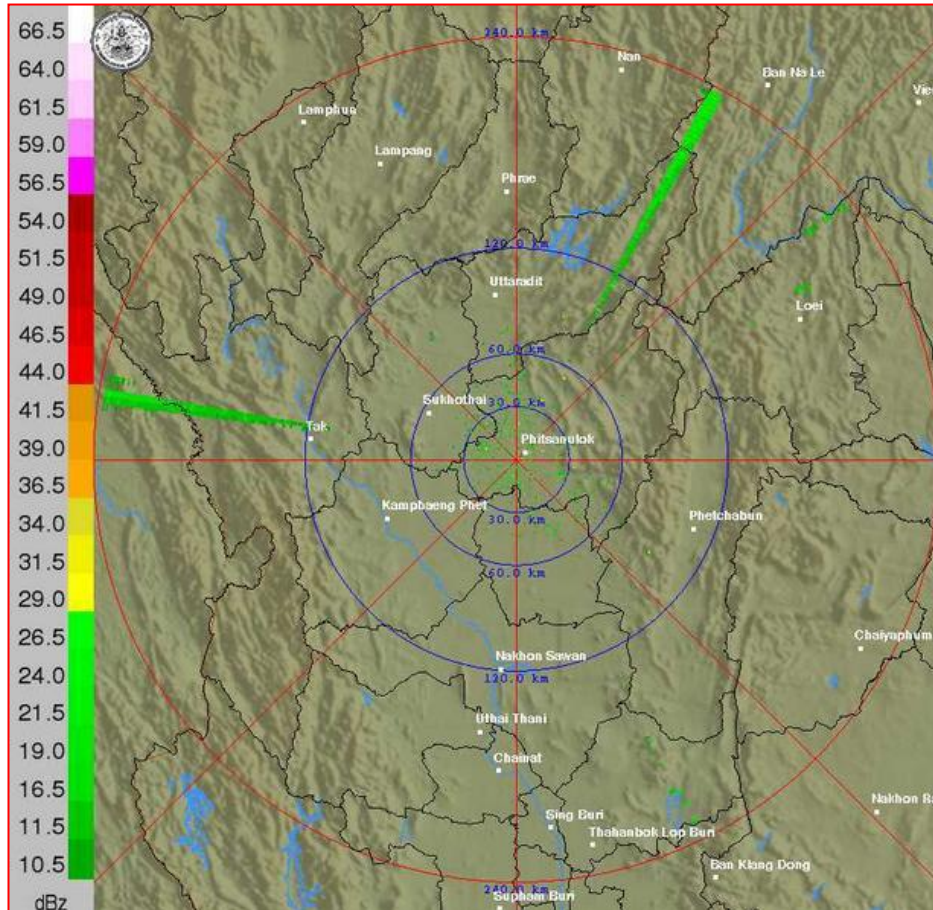 66.5
64.0
61.5
59.0
56.5
54.0
51.5
49.0
46.5
44.0
41.5
39.0
36.5
34.0
31.5
29.0
26.5
24.0
21.5
19.0
16.5
14.0
11.5
10.5
dBz
240.0 km
Nan
Ban Na Le
Lamphun
Lampang
Phrae
120.0 km
Uttaradit
Loei
60.0 km
Sukhothai
30.0 km
Tak
Phitsanulok
Kamphaeng Phet
30.0 km
Phetchabun
60.0 km
Chaiyaphum
Nakhon Sawan
120.0 km
Uthai Thani
Chainat
Sing Buri
Thahanbok Lop Buri
Ban Klang Dong
240.0 km
Suphan Buri